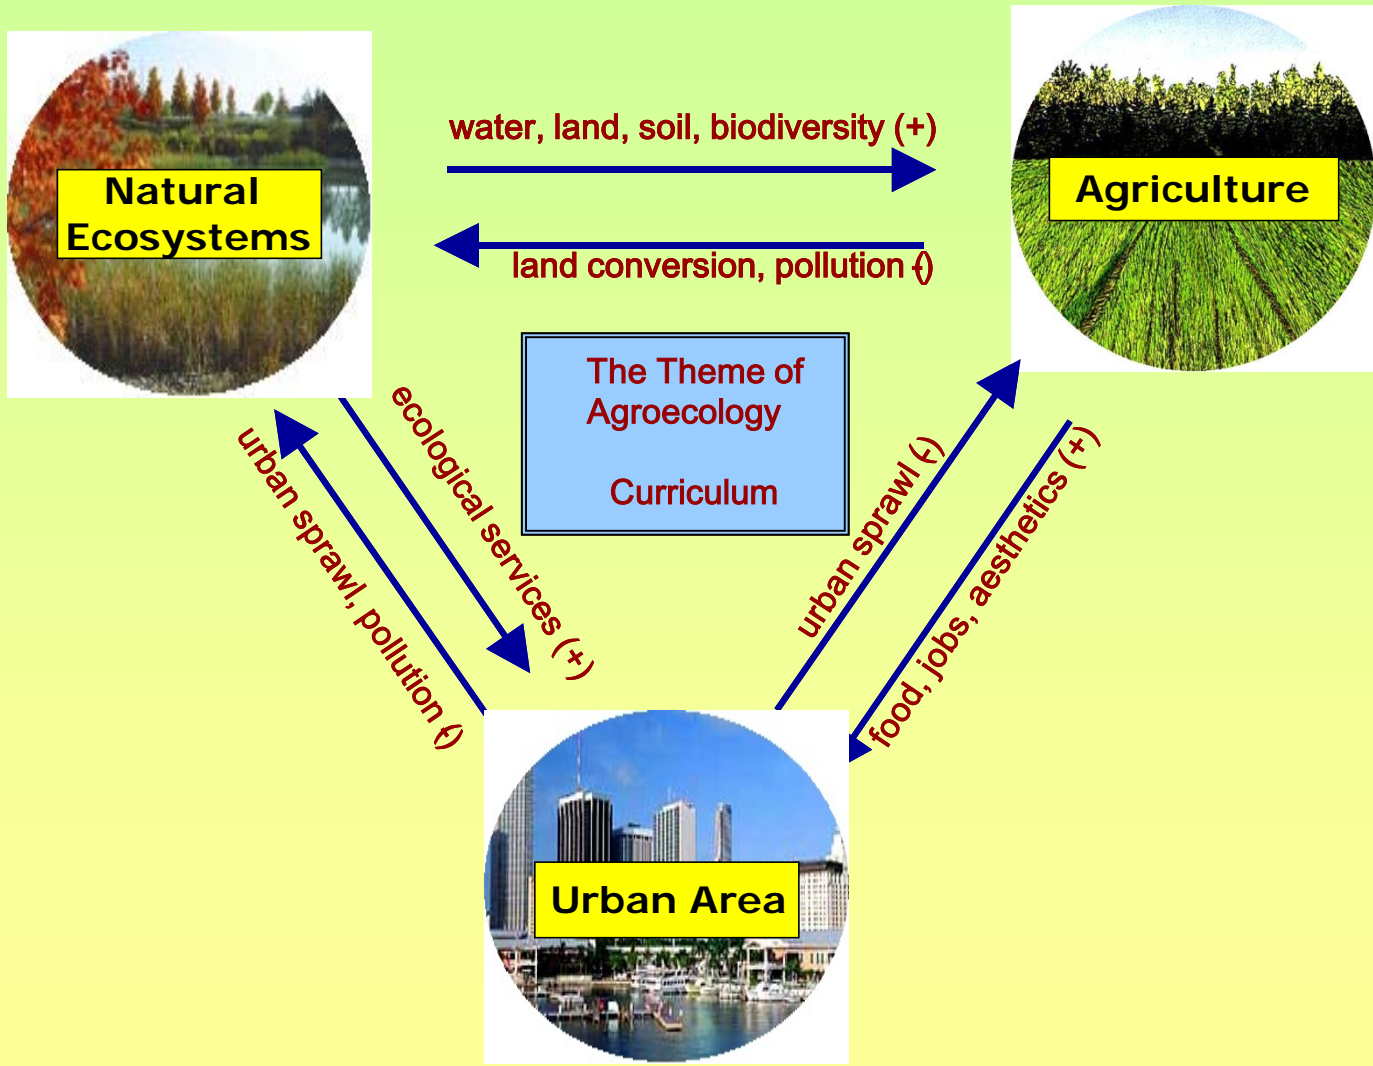 water, land, soil, biodiversity (+)
Natural
Ecosystems
Agriculture
land conversion, pollution (-)
The Theme of
Agroecology
Curriculum
ecological services (+)
urban sprawl, pollution (-)
urban sprawl (-)
food, jobs, aesthetics (+)
Urban Area